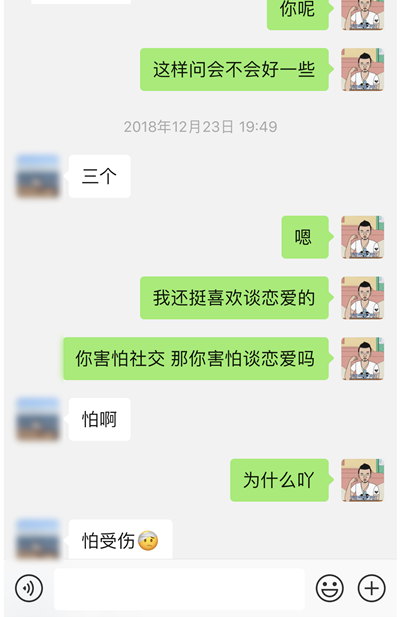 你呢
这样问会不会好一些
2018年12月23日 19:49
三个
嗯
我还挺喜欢谈恋爱的
你害怕社交 那你害怕谈恋爱吗
怕啊
为什么吖
怕受伤🤕